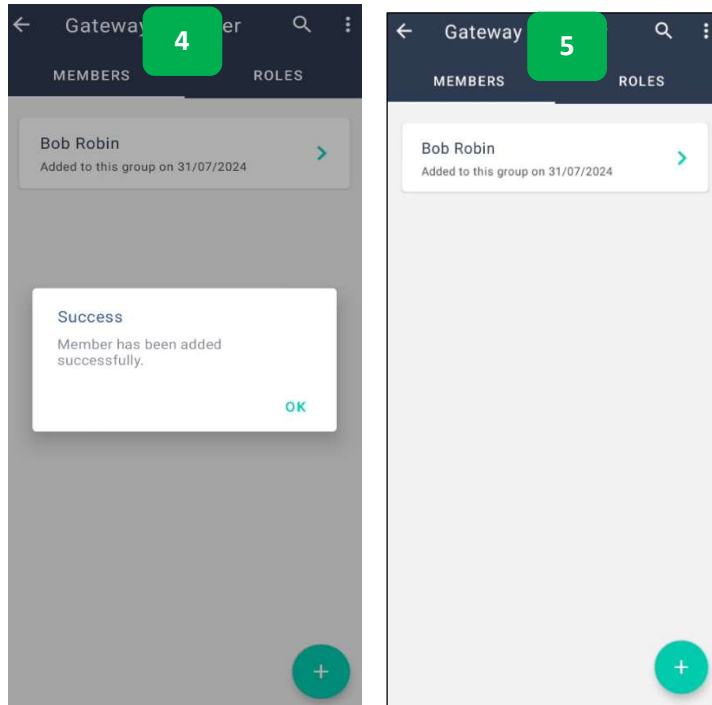 Gateway er
4
MEMBERS ROLES
Bob Robin
Added to this group on 31/07/2024
Success
Member has been added
successfully.
OK
+
Gateway
5
MEMBERS ROLES
Bob Robin
Added to this group on 31/07/2024
+